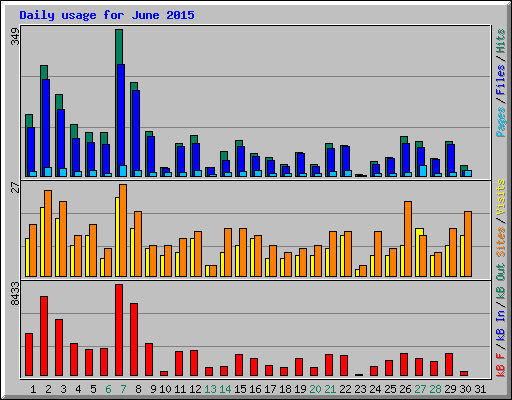 Daily usage for June 2015
349
Pages / Files / Hits
27
Sites / Visits
8433
kB F / kB In / kB Out
1 2 3 4 5 6 7 8 9 10 11 12 13 14 15 16 17 18 19 20 21 22 23 24 25 26 27 28 29 30 31